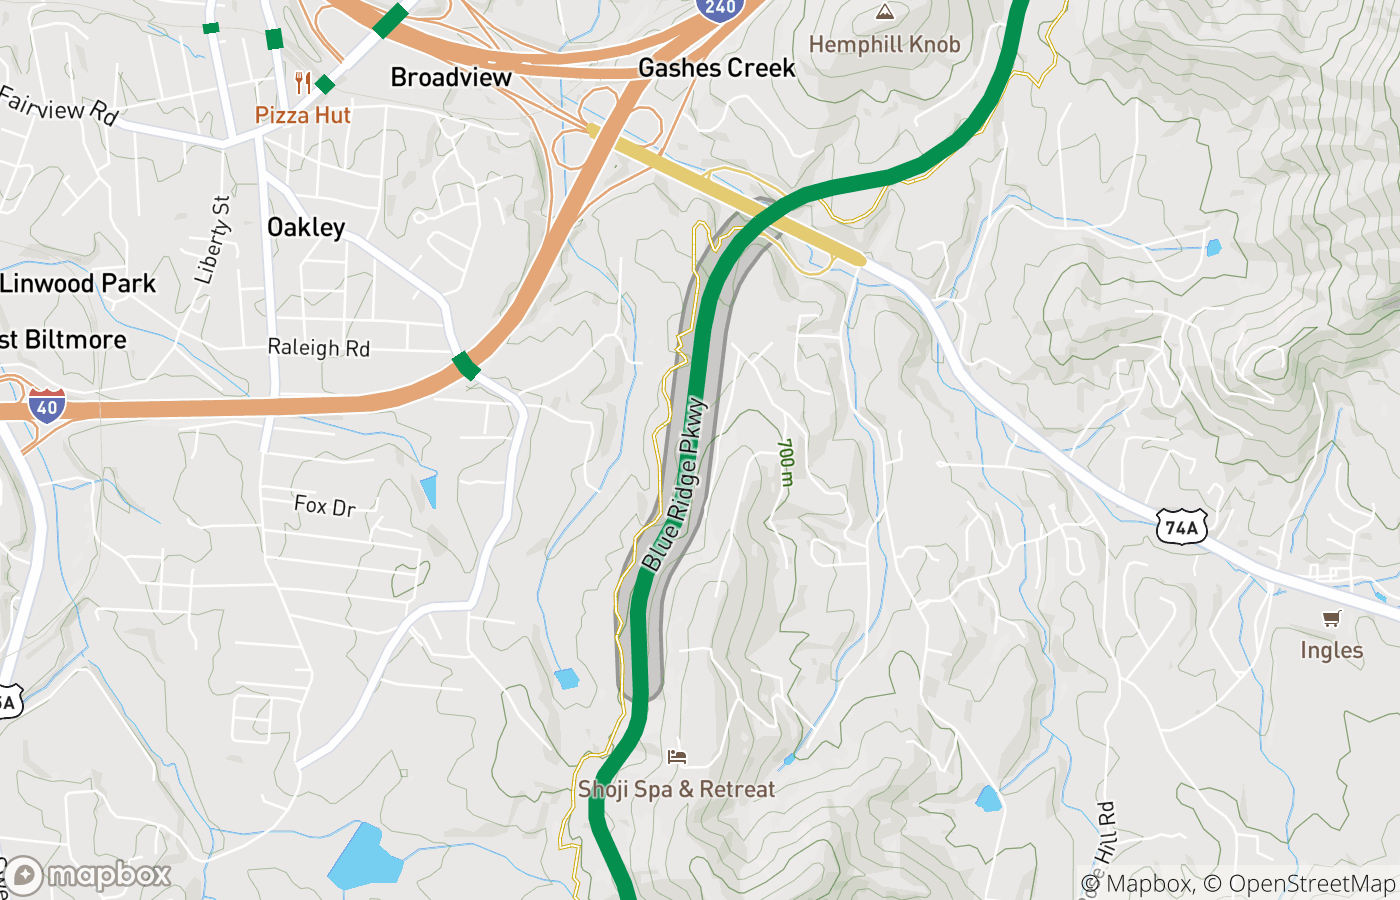 240
Hemphill Knob
Gashes Creek
Broadview
Fairview Rd
Pizza Hut
Liberty St
Oakley
Linwood Park
st Biltmore
Raleigh Rd
40
Blue Ridge Pkwy
700 m
Fox Dr
74A
Ingles
5A
Shoji Spa & Retreat
Hill Rd
mapbox
© Mapbox, © OpenStreetMap